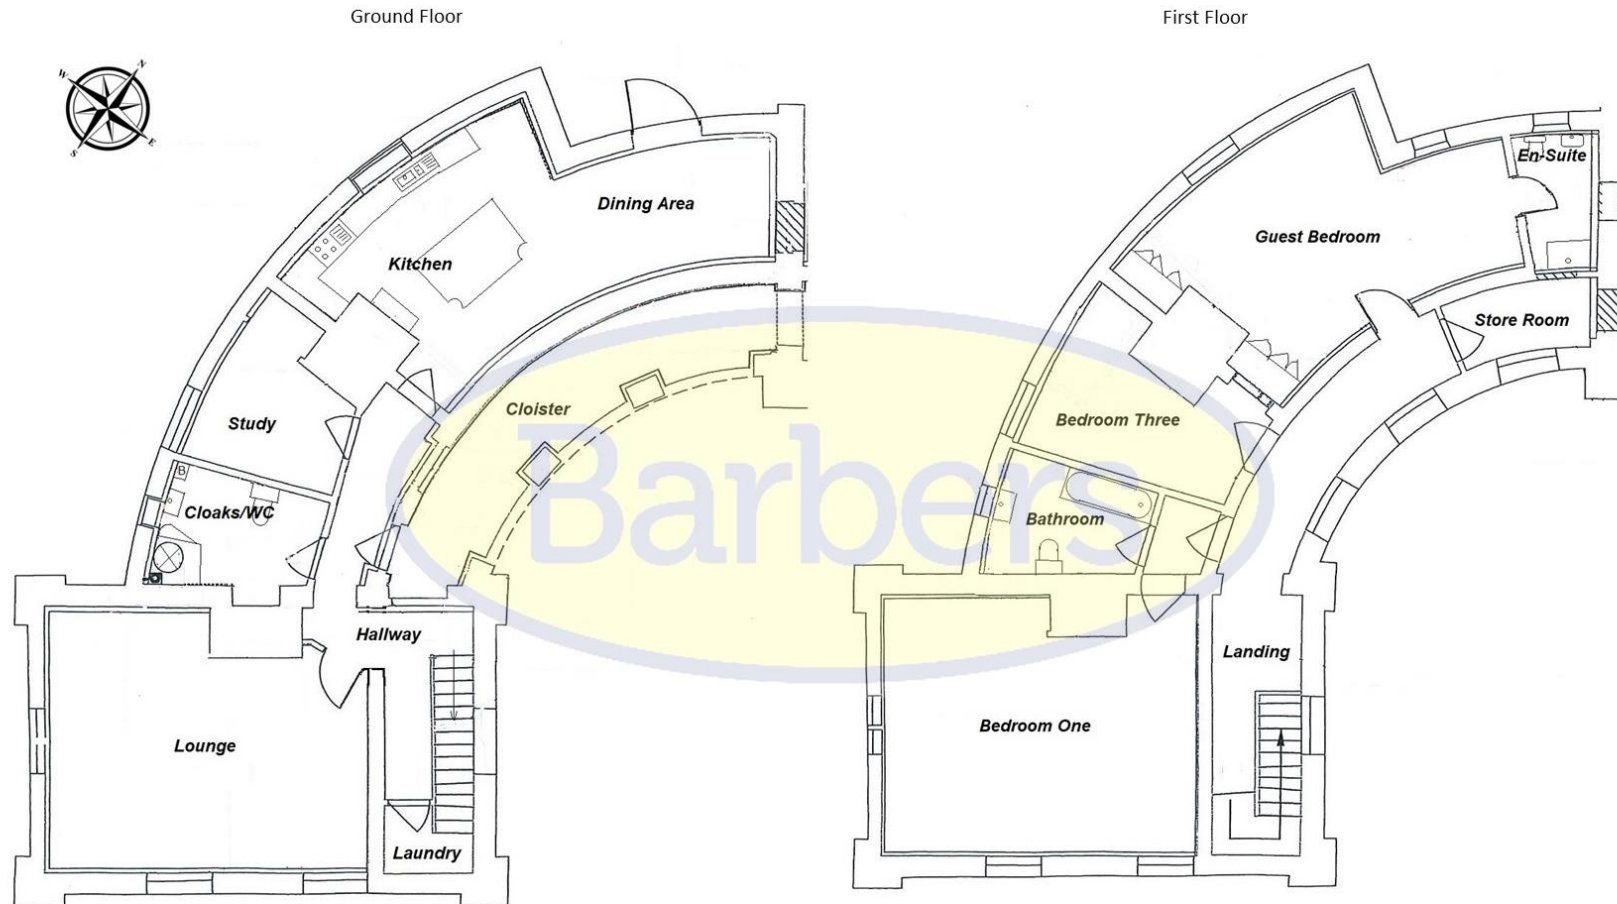 Ground Floor
First Floor
N
W
E
S
Dining Area
Kitchen
Study
Cloister
Cloaks/WC
B
Hallway
Lounge
Laundry
En-Suite
Guest Bedroom
Store Room
Bedroom Three
Bathroom
Landing
Bedroom One
Barbers